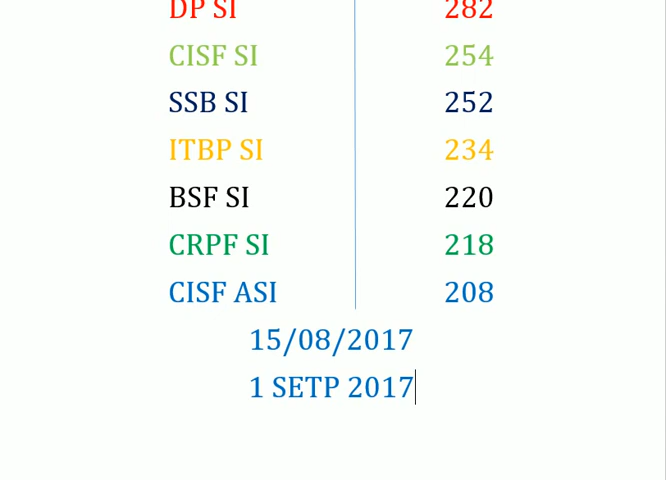 DP SI 282
CISF SI 254
SSB SI 252
ITBP SI 234
BSF SI 220
CRPF SI 218
CISF ASI 208
15/08/2017
1 SETP 2017